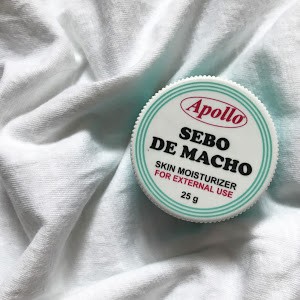 Apollo
SEBO
DE MACHO
SKIN MOISTURIZER
FOR EXTERNAL USE
25 g